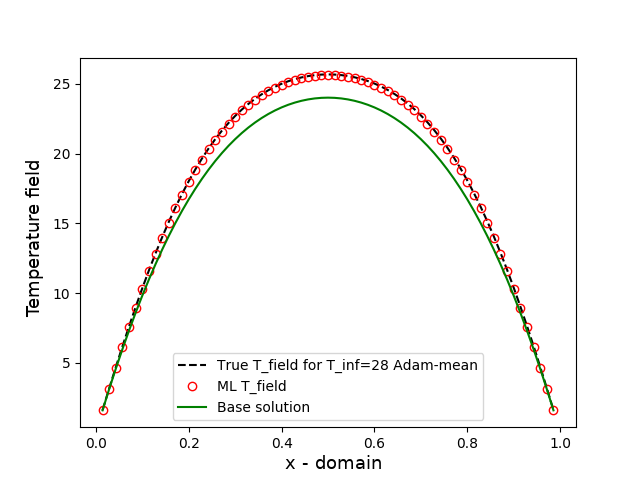 Temperature field
25
20
15
10
5
True T_field for T_inf=28 Adam-mean
ML T_field
Base solution
0.0 0.2 0.4 0.6 0.8 1.0
x - domain